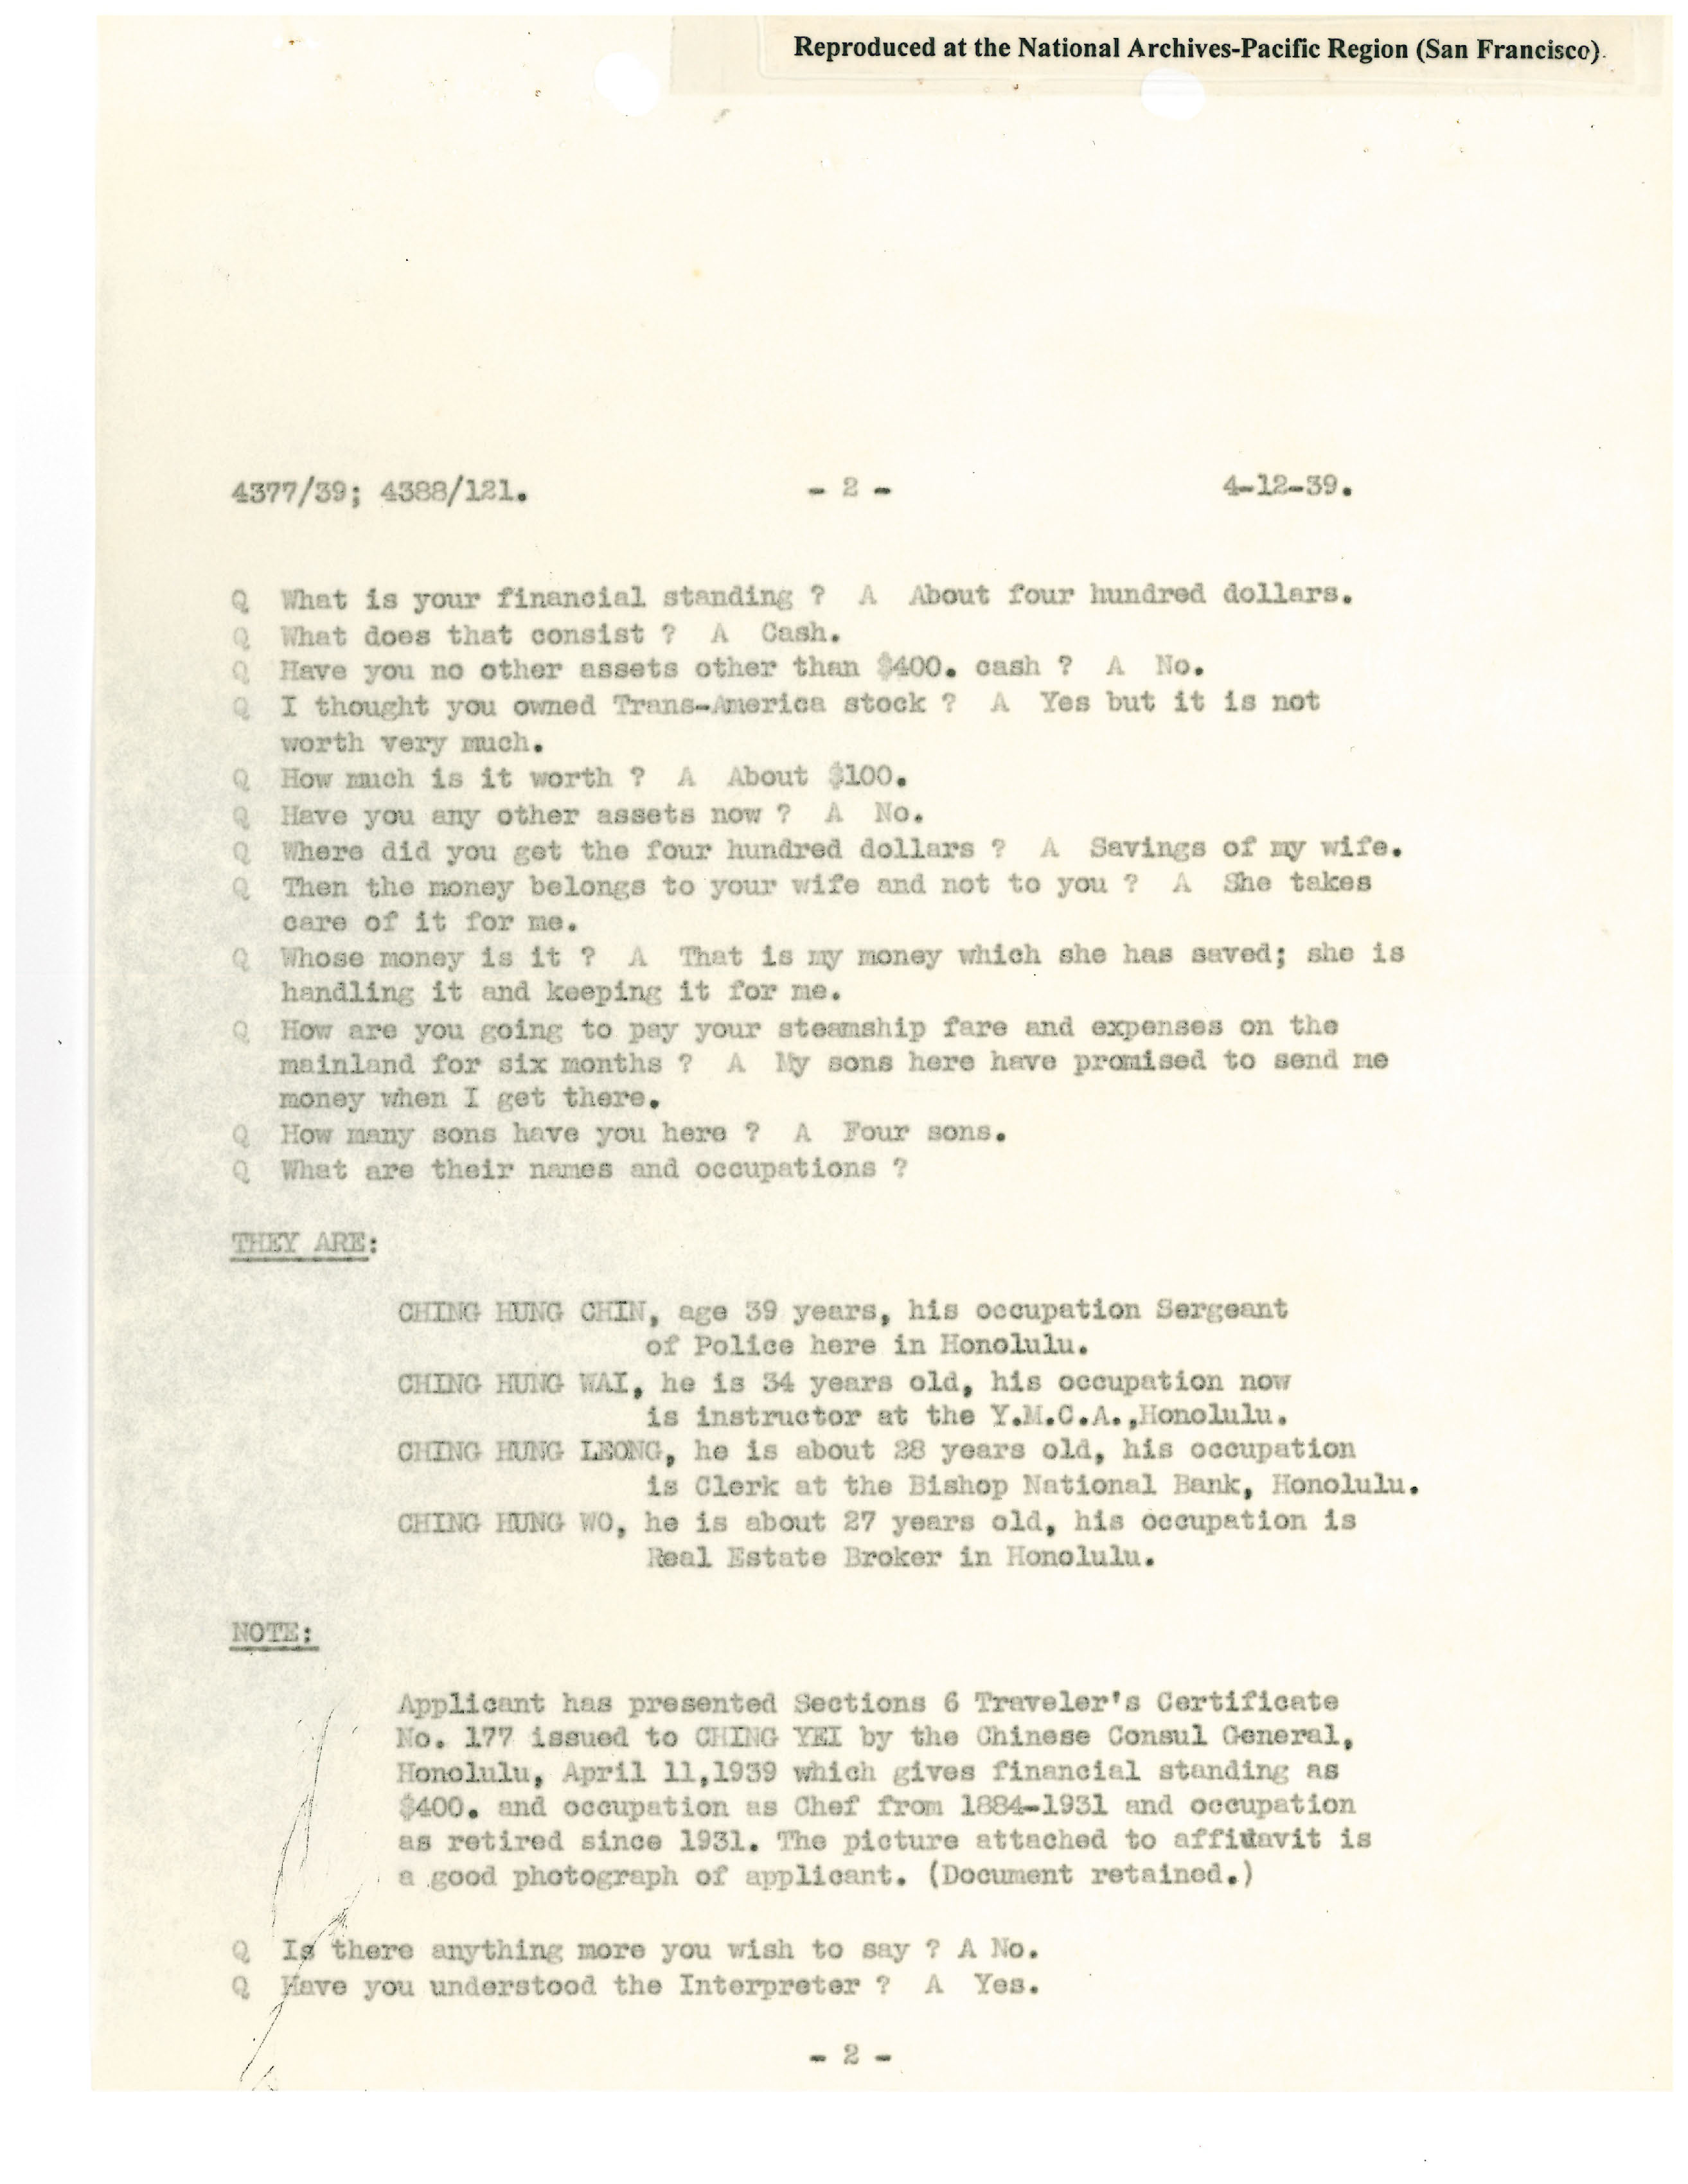 Reproduced at the National Archives-Pacific Region (San Francisco).
4377/39; 4388/121. - 2 - 4-12-39.
Q What is your financial standing ? A About four hundred dollars.
Q What does that consist ? A Cash.
Q Have you no other assets other than $400. cash ? A No.
Q I thought you owned Trans-America stock ? A Yes but it is not
worth very much.
Q How much is it worth ? A About $100.
Q Have you any other assets now ? A No.
Q Where did you get the four hundred dollars ? A Savings of my wife.
Q Then the money belongs to your wife and not to you ? A She takes
care of it for me.
Q Whose money is it ? A That is my money which she has saved; she is
handling it and keeping it for me.
Q How are you going to pay your steamship fare and expenses on the
mainland for six months ? A My sons here have promised to send me
money when I get there.
Q How many sons have you here ? A Four sons.
Q What are their names and occupations ?
THEY ARE:
CHING HUNG CHIN, age 39 years, his occupation Sergeant
of Police here in Honolulu.
CHING HUNG WAI, he is 34 years old, his occupation now
is instructor at the Y.M.C.A.,Honolulu.
CHING HUNG LEONG, he is about 28 years old, his occupation
is Clerk at the Bishop National Bank, Honolulu.
CHING HUNG WO, he is about 27 years old, his occupation is
Real Estate Broker in Honolulu.
NOTE:
Applicant has presented Sections 6 Traveler's Certificate
No. 177 issued to CHING YEI by the Chinese Consul General,
Honolulu, April 11,1939 which gives financial standing as
$400. and occupation as Chef from 1884-1931 and occupation
as retired since 1931. The picture attached to affidavit is
a good photograph of applicant. (Document retained.)
Q Is there anything more you wish to say ? A No.
Q Have you understood the Interpreter ? A Yes.
- 2 -